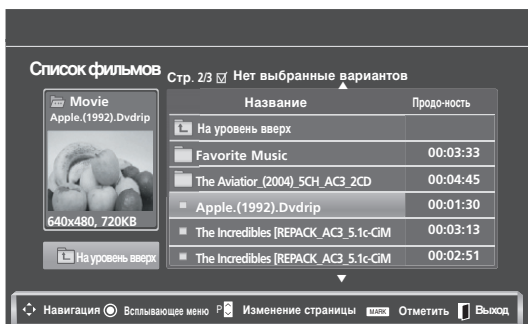 Список фильмов Стр. 2/3 Нет выбранные вариантов
Movie
Apple.(1992).Dvdrip
640x480, 720KB
На уровень вверх
Название Продо-ность
На уровень вверх
Favorite Music 00:03:33
The Aviatior_(2004)_5CH_AC3_2CD 00:04:45
Apple.(1992).Dvdrip 00:01:30
The Incredibles [REPACK_AC3_5.1c-CiM 00:03:13
The Incredibles [REPACK_AC3_5.1c-CiM 00:02:51
Навигация Всплывающее меню P Изменение страницы MARK Отметить Выход